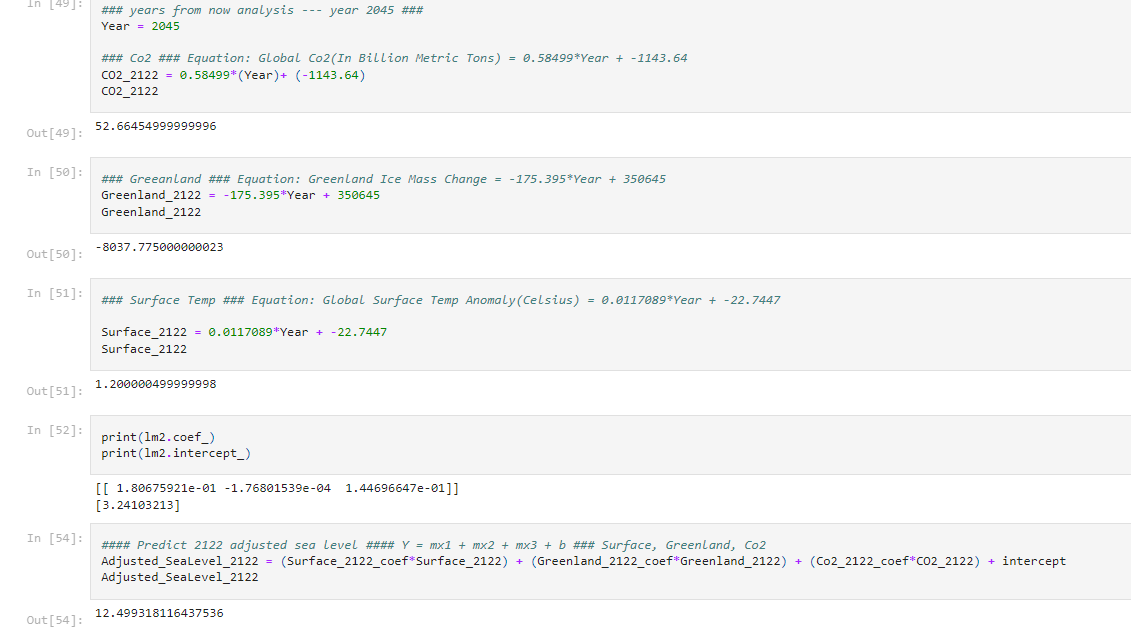 In [49]:
### years from now analysis --- year 2045 ###
Year = 2045
### Co2 ### Equation: Global Co2(In Billion Metric Tons) = 0.58499*Year + -1143.64
CO2_2122 = 0.58499*(Year)+ (-1143.64)
CO2_2122
Out[49]:
52.66454999999996
In [50]:
### Greeanland ### Equation: Greenland Ice Mass Change = -175.395*Year + 350645
Greenland_2122 = -175.395*Year + 350645
Greenland_2122
Out[50]:
-8037.775000000023
In [51]:
### Surface Temp ### Equation: Global Surface Temp Anomaly(Celsius) = 0.0117089*Year + -22.7447
Surface_2122 = 0.0117089*Year + -22.7447
Surface_2122
Out[51]:
1.200000499999998
In [52]:
print(lm2.coef_)
print(lm2.intercept_)
[[ 1.80675921e-01 -1.76801539e-04  1.44696647e-01]]
[3.24103213]
In [54]:
#### Predict 2122 adjusted sea level #### Y = mx1 + mx2 + mx3 + b ### Surface, Greenland, Co2
Adjusted_SeaLevel_2122 = (Surface_2122_coef*Surface_2122) + (Greenland_2122_coef*Greenland_2122) + (Co2_2122_coef*CO2_2122) + intercept
Adjusted_SeaLevel_2122
Out[54]:
12.499318116437536